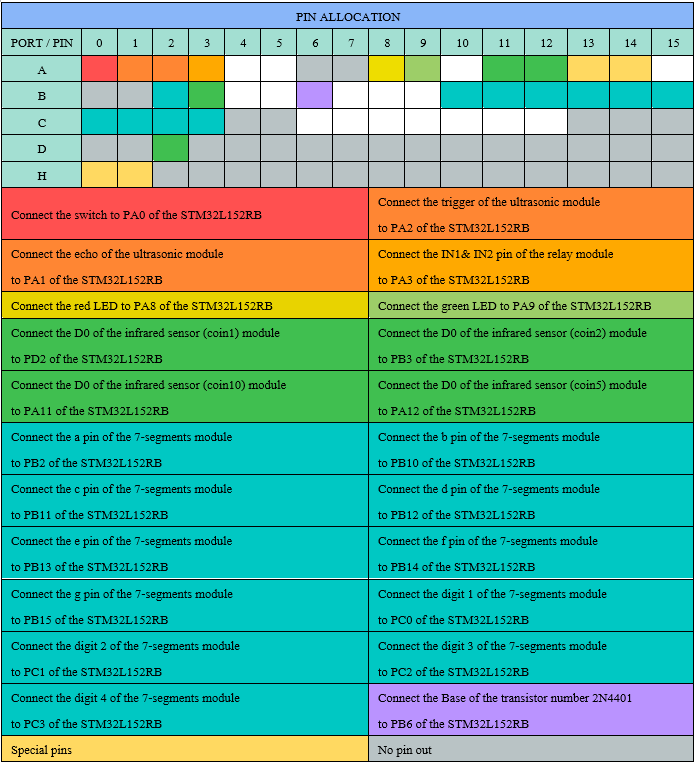 PIN ALLOCATION
PORT / PIN 0 1 2 3 4 5 6 7 8 9 10 11 12 13 14 15
A
B
C
D
H
Connect the switch to PA0 of the STM32L152RB
Connect the trigger of the ultrasonic module
to PA2 of the STM32L152RB
Connect the echo of the ultrasonic module
to PA1 of the STM32L152RB
Connect the IN1& IN2 pin of the relay module
to PA3 of the STM32L152RB
Connect the red LED to PA8 of the STM32L152RB
Connect the green LED to PA9 of the STM32L152RB
Connect the D0 of the infrared sensor (coin1) module
to PD2 of the STM32L152RB
Connect the D0 of the infrared sensor (coin2) module
to PB3 of the STM32L152RB
Connect the D0 of the infrared sensor (coin10) module
to PA11 of the STM32L152RB
Connect the D0 of the infrared sensor (coin5) module
to PA12 of the STM32L152RB
Connect the a pin of the 7-segments module
to PB2 of the STM32L152RB
Connect the b pin of the 7-segments module
to PB10 of the STM32L152RB
Connect the c pin of the 7-segments module
to PB11 of the STM32L152RB
Connect the d pin of the 7-segments module
to PB12 of the STM32L152RB
Connect the e pin of the 7-segments module
to PB13 of the STM32L152RB
Connect the f pin of the 7-segments module
to PB14 of the STM32L152RB
Connect the g pin of the 7-segments module
to PB15 of the STM32L152RB
Connect the digit 1 of the 7-segments module
to PC0 of the STM32L152RB
Connect the digit 2 of the 7-segments module
to PC1 of the STM32L152RB
Connect the digit 3 of the 7-segments module
to PC2 of the STM32L152RB
Connect the digit 4 of the 7-segments module
to PC3 of the STM32L152RB
Connect the Base of the transistor number 2N4401
to PB6 of the STM32L152RB
Special pins
No pin out